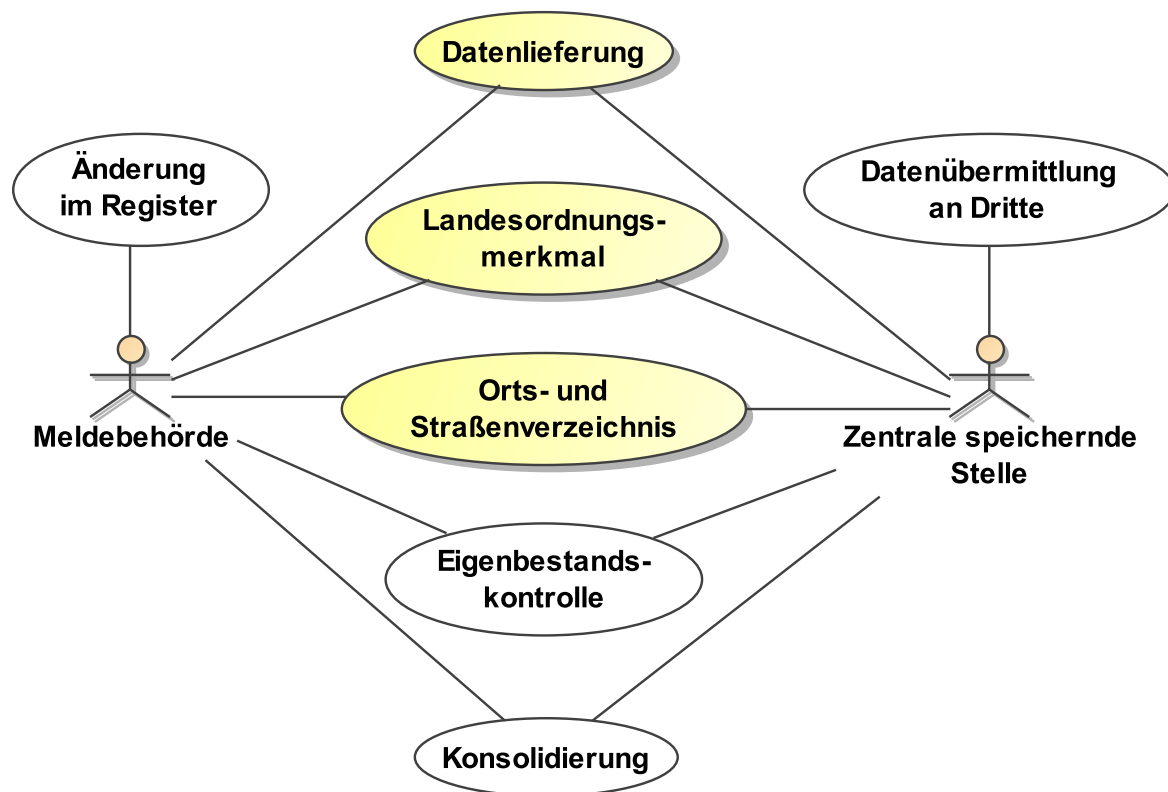 Datenlieferung
Änderung
im Register
Datenübermittlung
an Dritte
Landesordnungs-
merkmal
Orts- und
Straßenverzeichnis
Meldebehörde
Zentrale speichernde
Stelle
Eigenbestands-
kontrolle
Konsolidierung